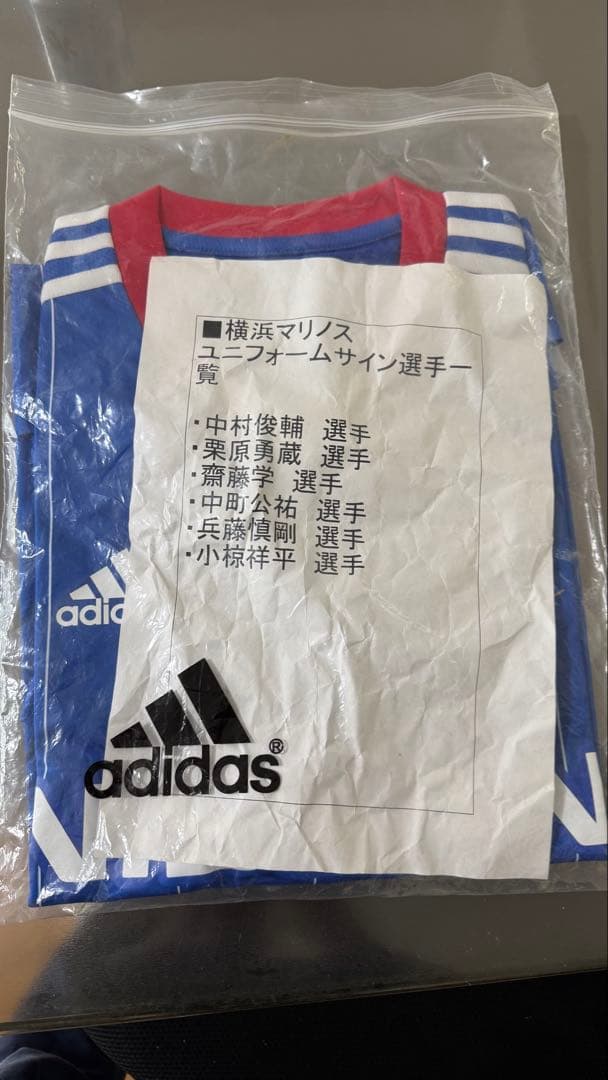 ■横浜マリノス
ユニフォームサイン選手一
覧
・中村俊輔 選手
・栗原勇蔵 選手
・齋藤学 選手
・中町公祐 選手
・兵藤慎剛 選手
・小椋祥平 選手
adid
adidas®
N